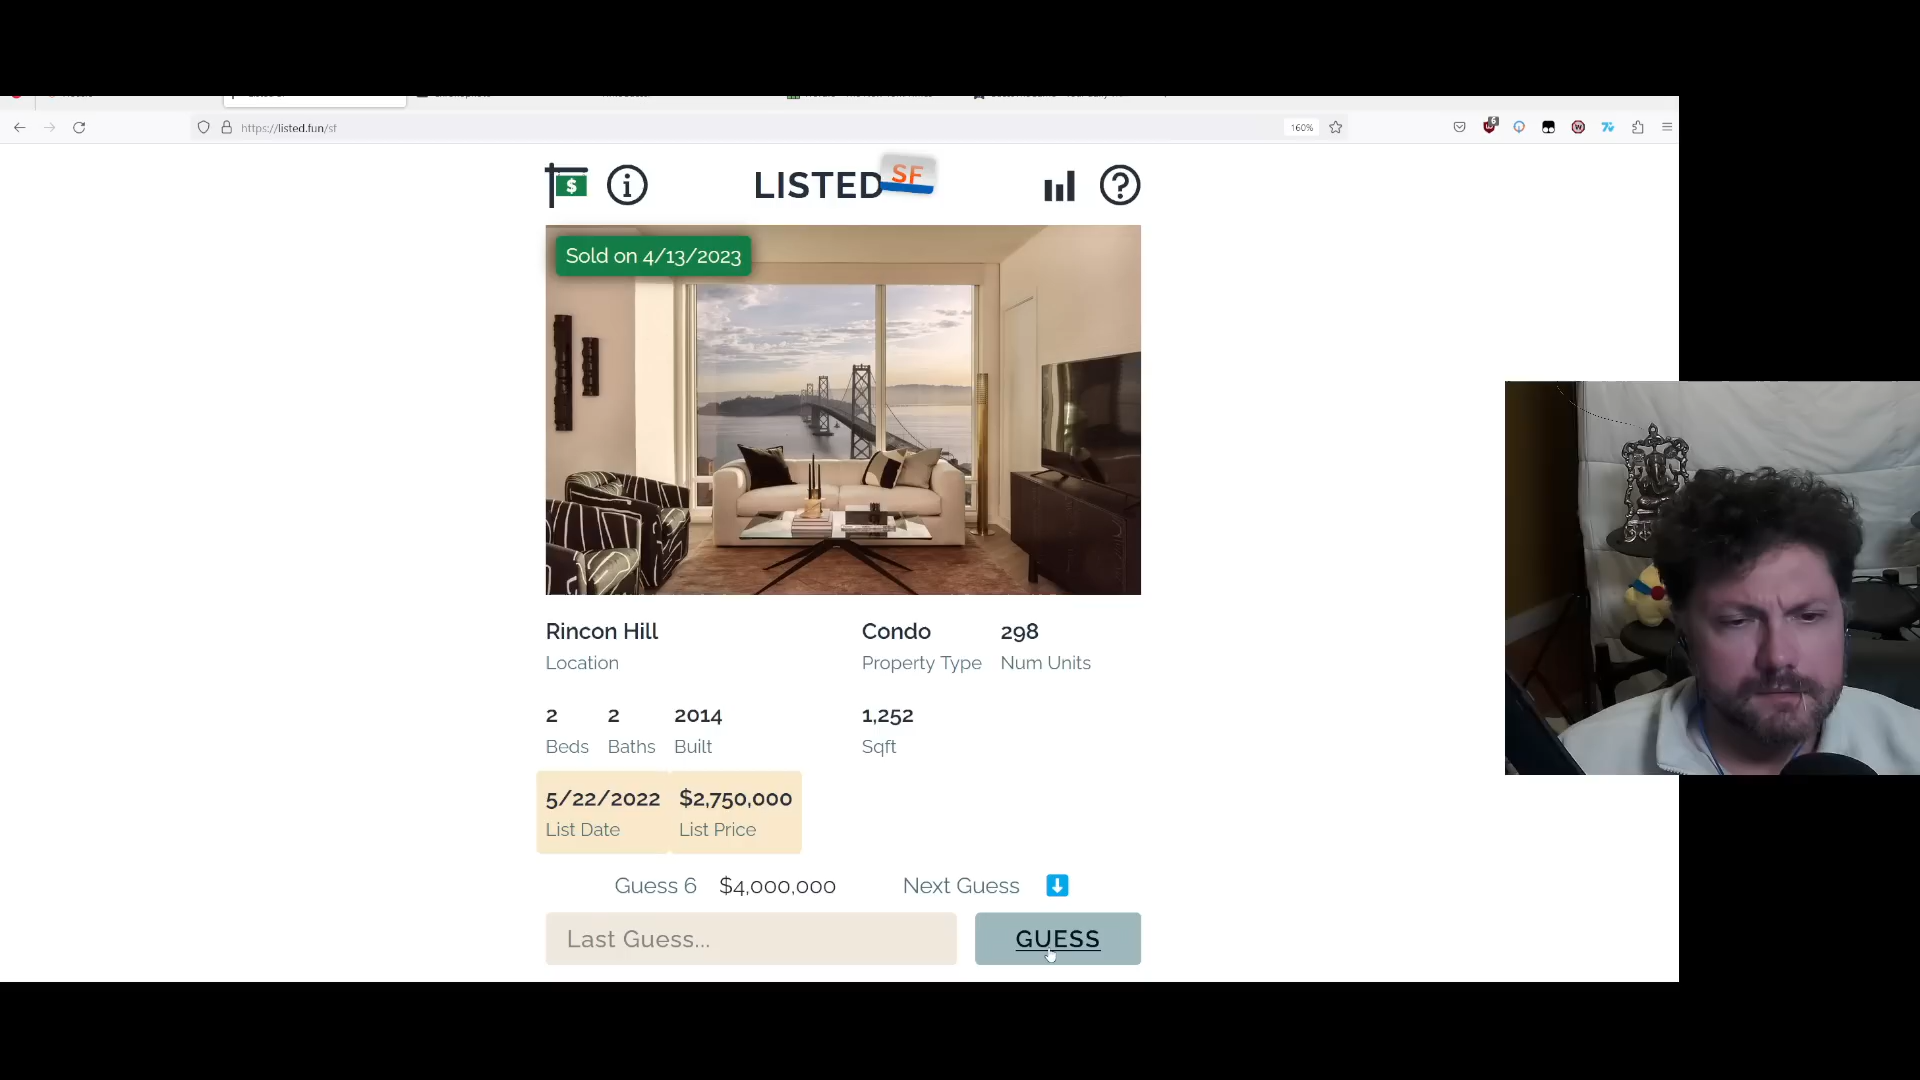 https://listed.fun/sf
160%
LISTED SF
Sold on 4/13/2023
Rincon Hill
Location
Condo
Property Type
298
Num Units
2
Beds
2
Baths
2014
Built
1,252
Sqft
5/22/2022
List Date
$2,750,000
List Price
Guess 6 $4,000,000 Next Guess
Last Guess...
GUESS